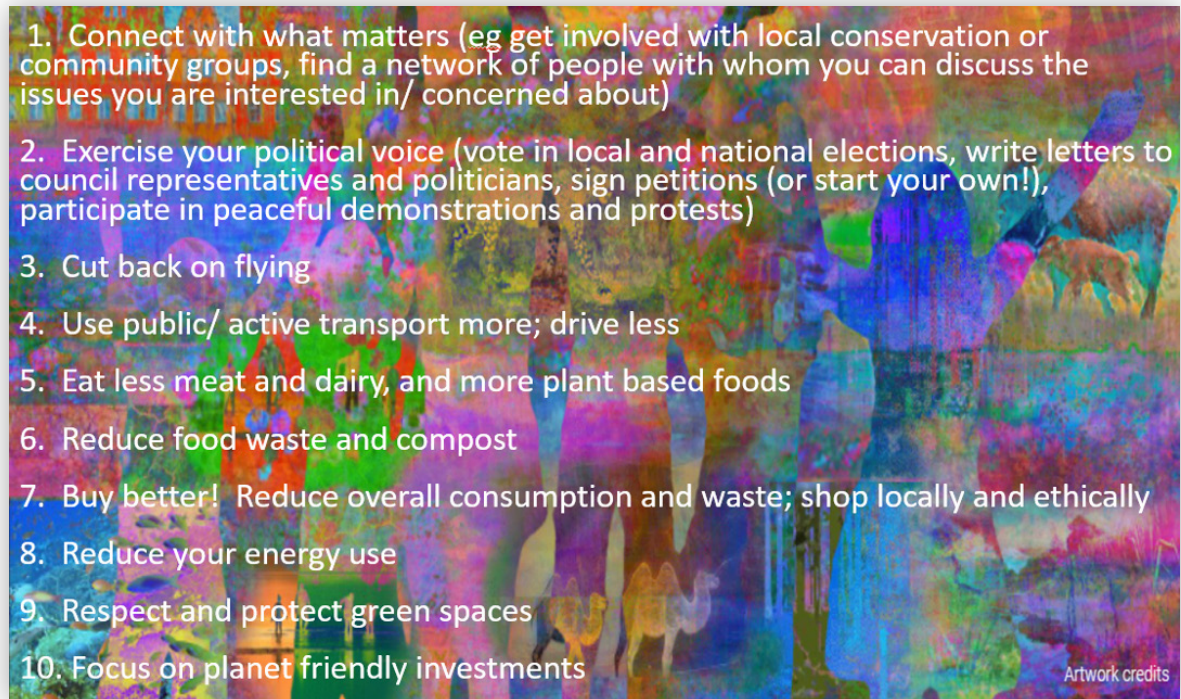 1. Connect with what matters (eg get involved with local conservation or
community groups, find a network of people with whom you can discuss the
issues you are interested in/ concerned about)
2. Exercise your political voice (vote in local and national elections, write letters to
council representatives and politicians, sign petitions (or start your own!),
participate in peaceful demonstrations and protests)
3. Cut back on flying
4. Use public/ active transport more; drive less
5. Eat less meat and dairy, and more plant based foods
6. Reduce food waste and compost
7. Buy better! Reduce overall consumption and waste; shop locally and ethically
8. Reduce your energy use
9. Respect and protect green spaces
10. Focus on planet friendly investments
Artwork credits